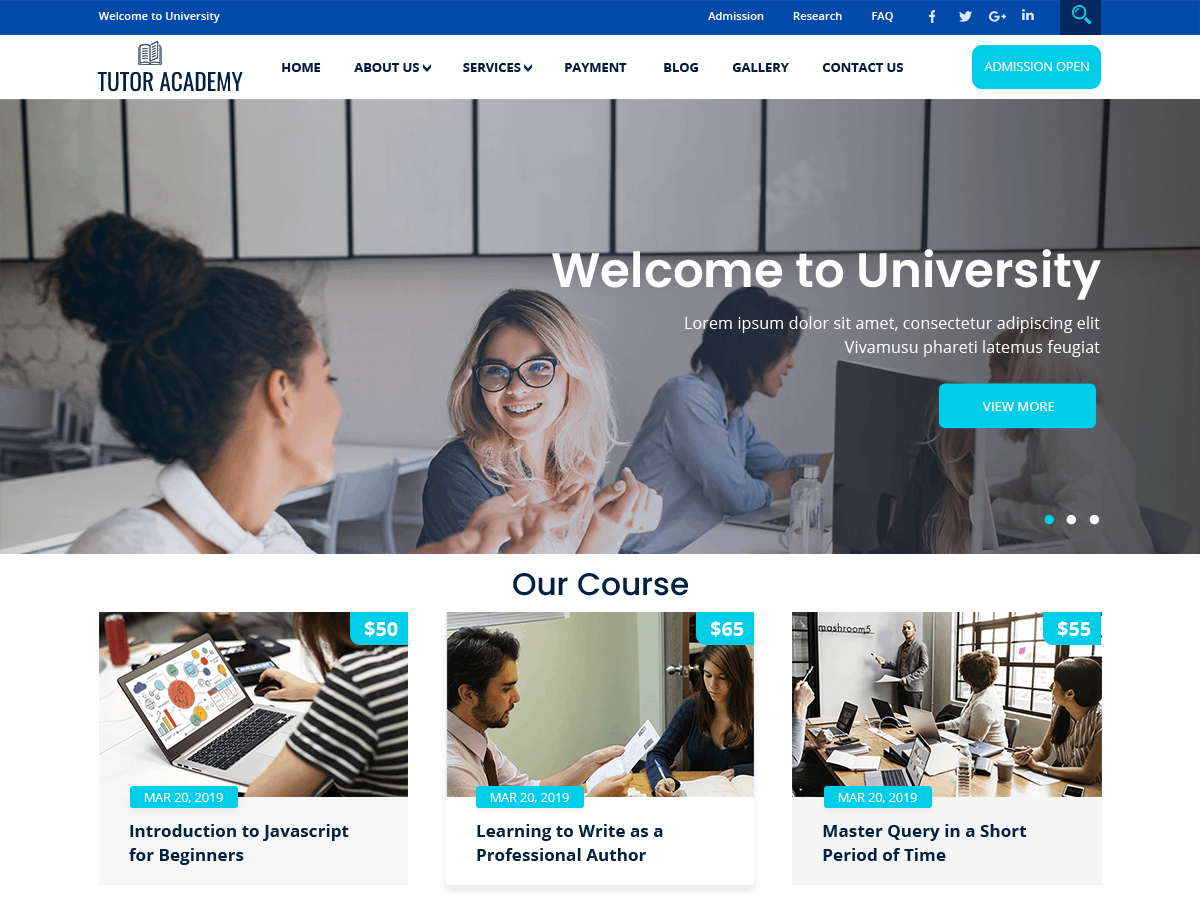 Welcome to University
Admission Research FAQ
TUTOR ACADEMY
HOME ABOUT US SERVICES PAYMENT BLOG GALLERY CONTACT US
ADMISSION OPEN
Welcome to University
Lorem ipsum dolor sit amet, consectetur adipiscing elit
Vivamusu phareti latemus feugiat
VIEW MORE
Our Course
$50
MAR 20, 2019
Introduction to Javascript
for Beginners
$65
MAR 20, 2019
Learning to Write as a
Professional Author
mashroom5
$55
MAR 20, 2019
Master Query in a Short
Period of Time